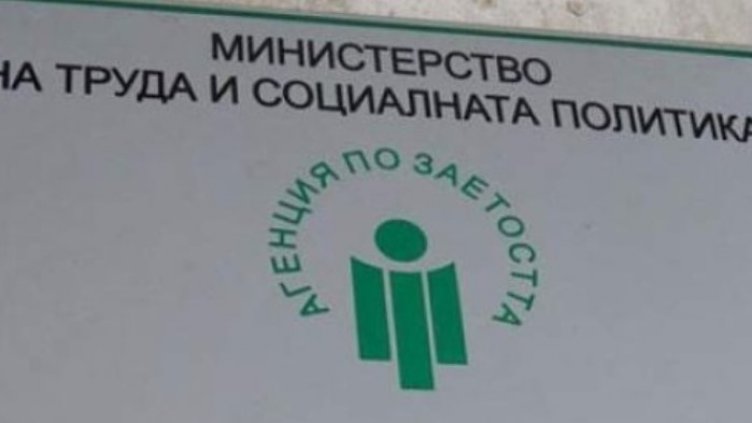 МИНИСТЕРСТВО
НА ТРУДА И СОЦИАЛНАТА ПОЛИТИКА
АГЕНЦИЯ ПО ЗАЕТОСТТА